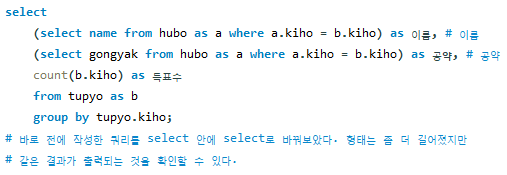 select
(select name from hubo as a where a.kiho = b.kiho) as 이름, # 이름
(select gongyak from hubo as a where a.kiho = b.kiho) as 공약, # 공약
count(b.kiho) as 득표수
from tupyo as b
group by tupyo.kiho;
# 바로 전에 작성한 쿼리를 select 안에 select로 바꿔보았다. 형태는 좀 더 길어졌지만
# 같은 결과가 출력되는 것을 확인할 수 있다.